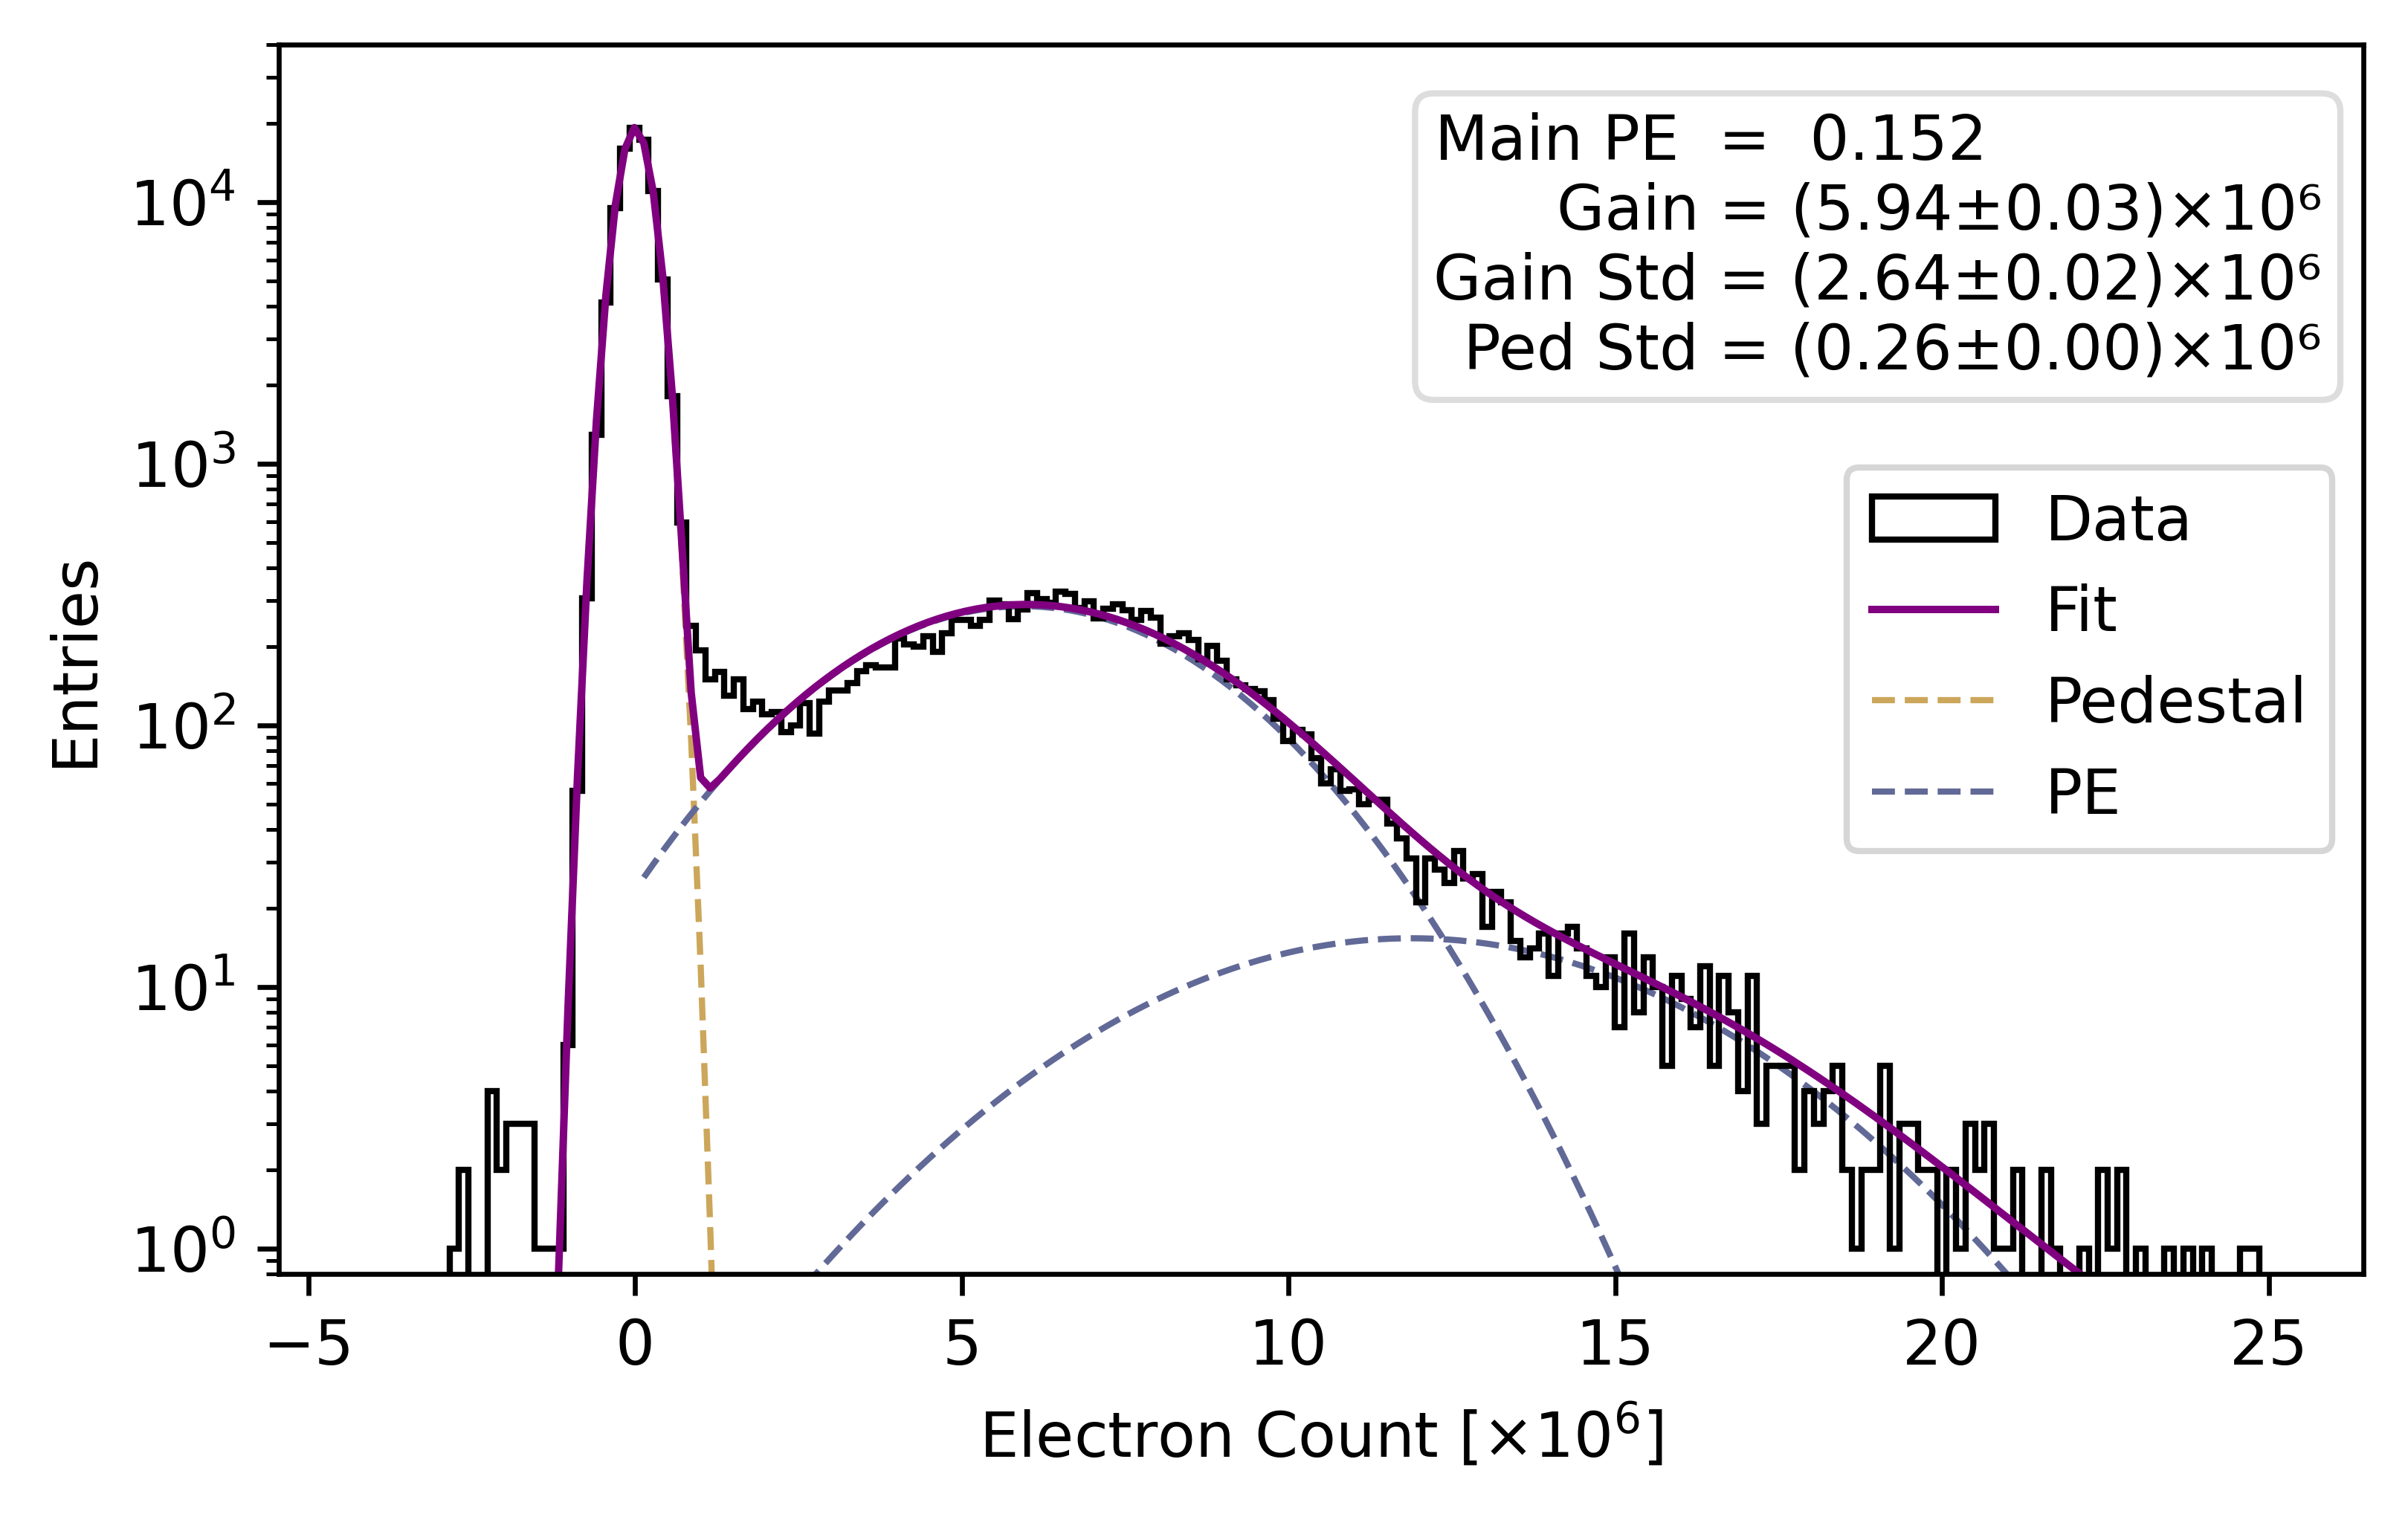 Main PE = 0.152
Gain = (5.94±0.03)×10⁶
Gain Std = (2.64±0.02)×10⁶
Ped Std = (0.26±0.00)×10⁶
Data
Fit
Pedestal
PE
Entries
10⁴
10³
10²
10¹
10⁰
−5 0 5 10 15 20 25
Electron Count [×10⁶]